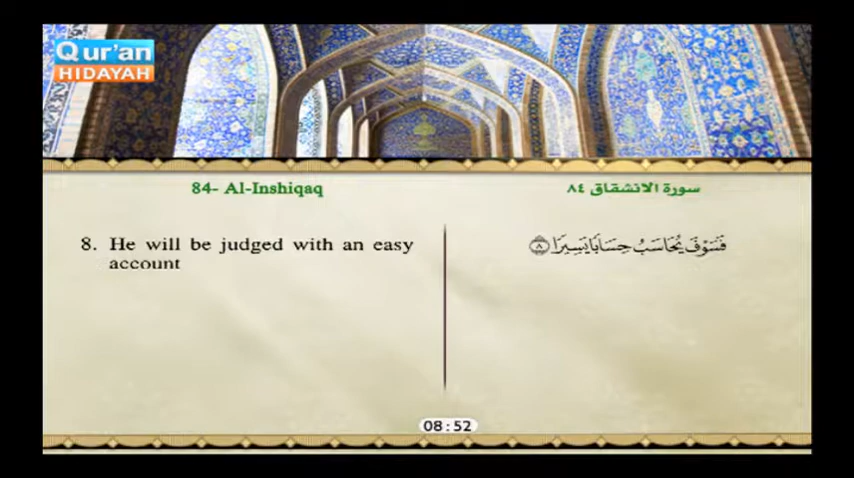 Qur'an
HIDAYAH
84- Al-Inshiqaq
سورة الانشقاق ٨٤
8. He will be judged with an easy
account
فَسَوْفَ يُحَاسَبُ حِسَابًا يَسِيرًا ٨
08:52